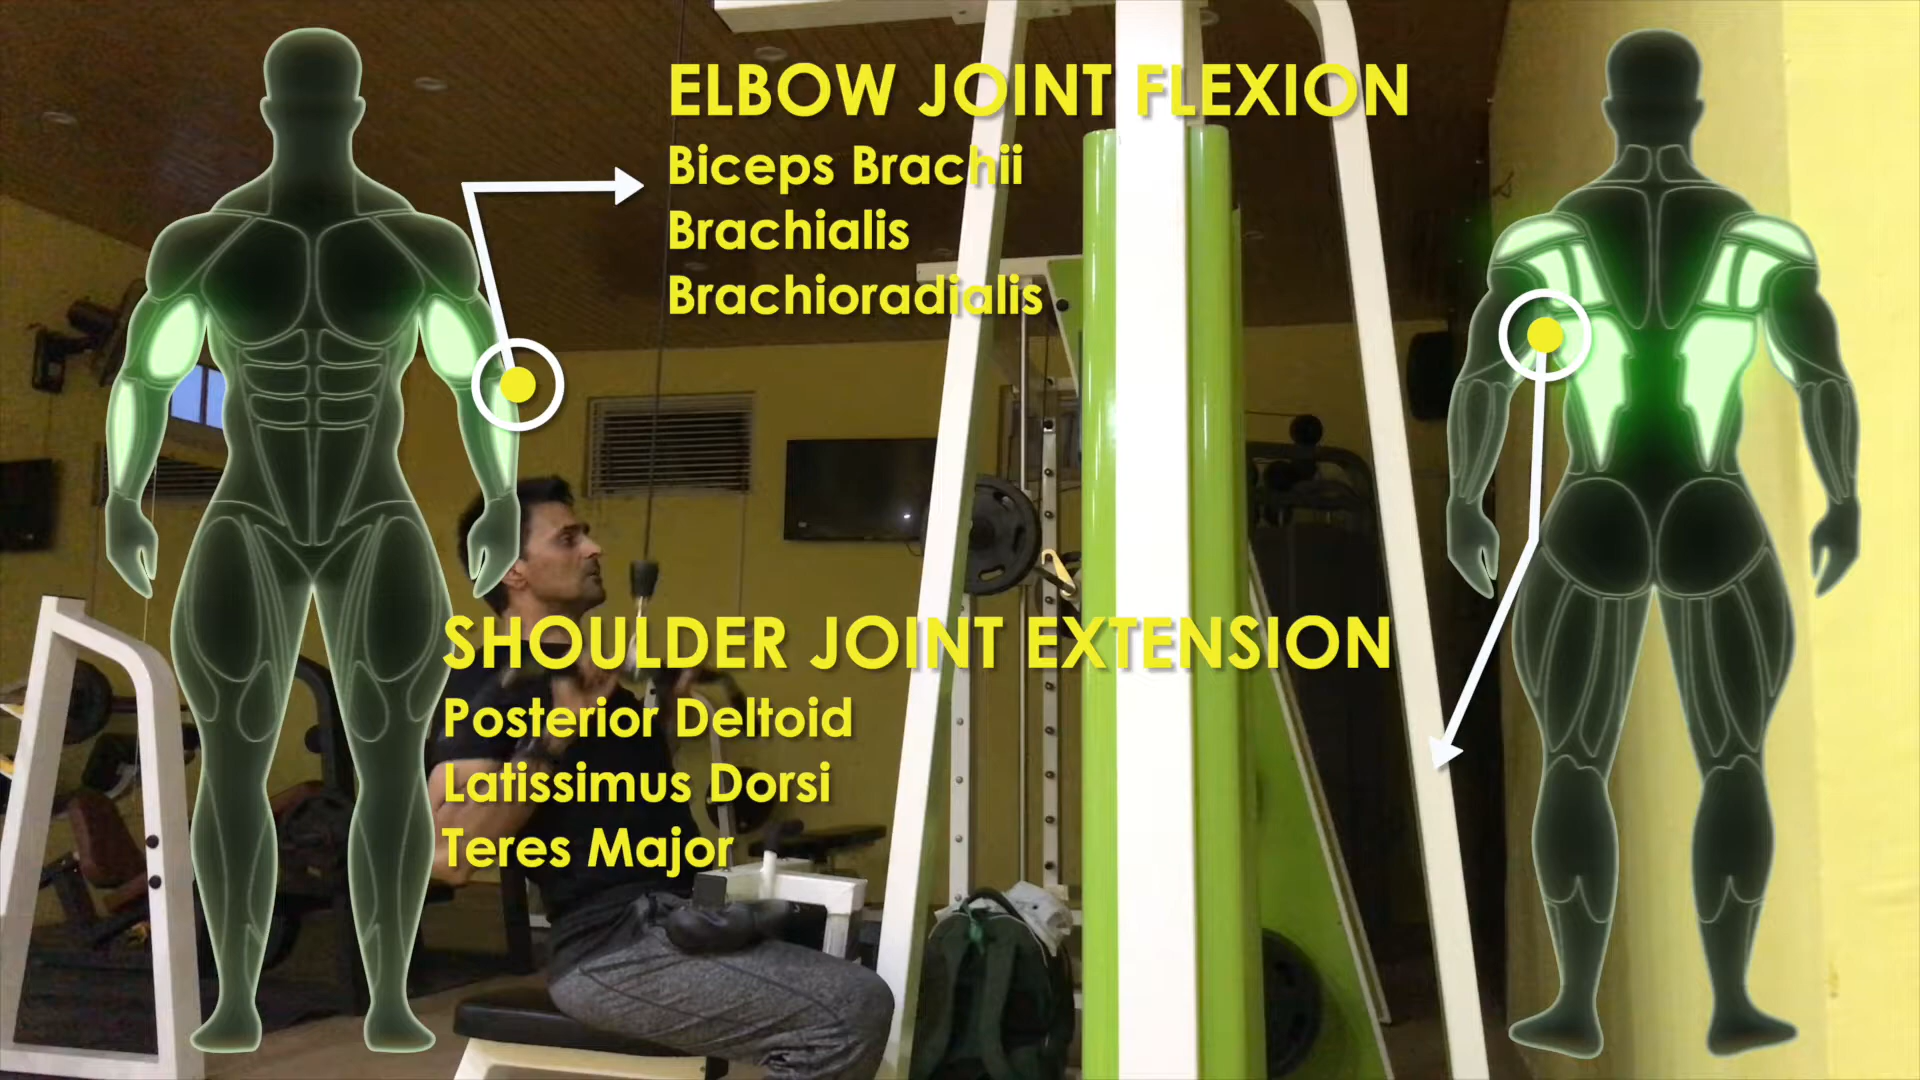 ELBOW JOINT FLEXION
Biceps Brachii
Brachialis
Brachioradialis
SHOULDER JOINT EXTENSION
Posterior Deltoid
Latissimus Dorsi
Teres Major